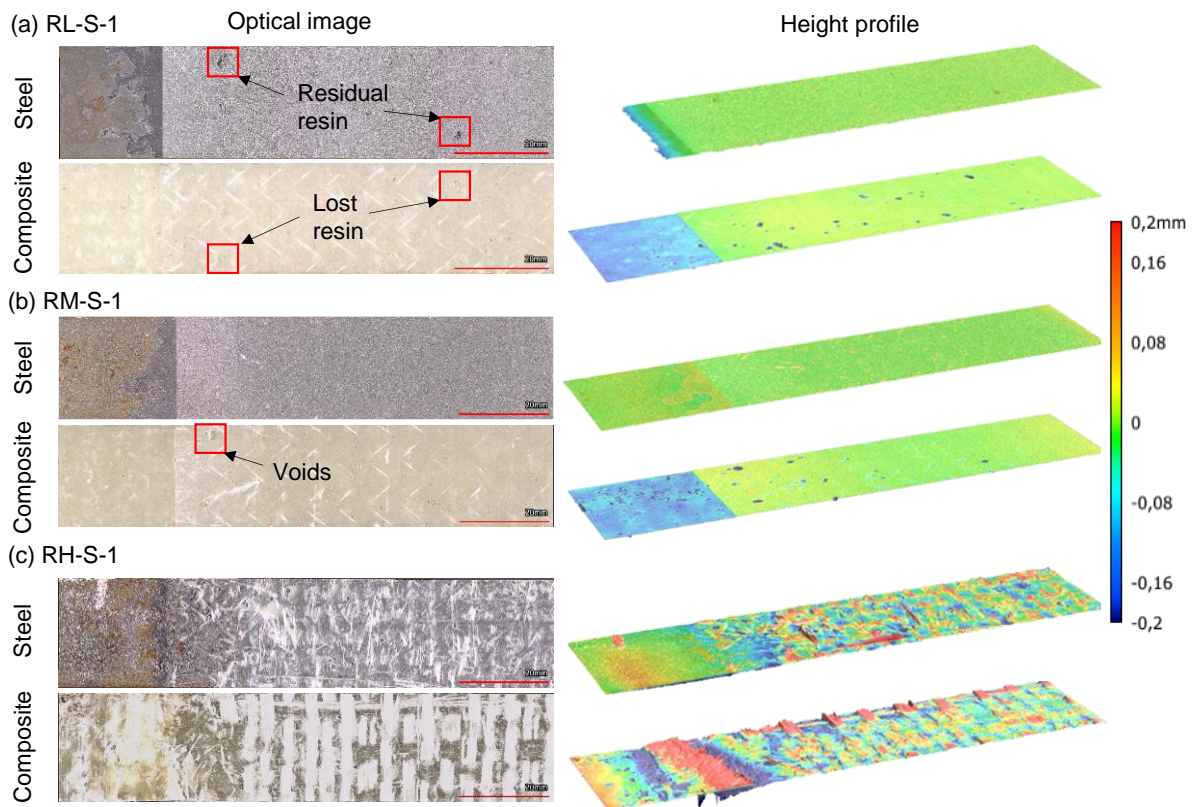 (a) RL-S-1
Optical image
Height profile
Steel
Residual
resin
20mm
Composite
Lost
resin
20mm
(b) RM-S-1
Steel
20mm
Composite
Voids
20mm
(c) RH-S-1
Steel
20mm
Composite
20mm
0,2mm
0,16
0,08
0
-0,08
-0,16
-0,2